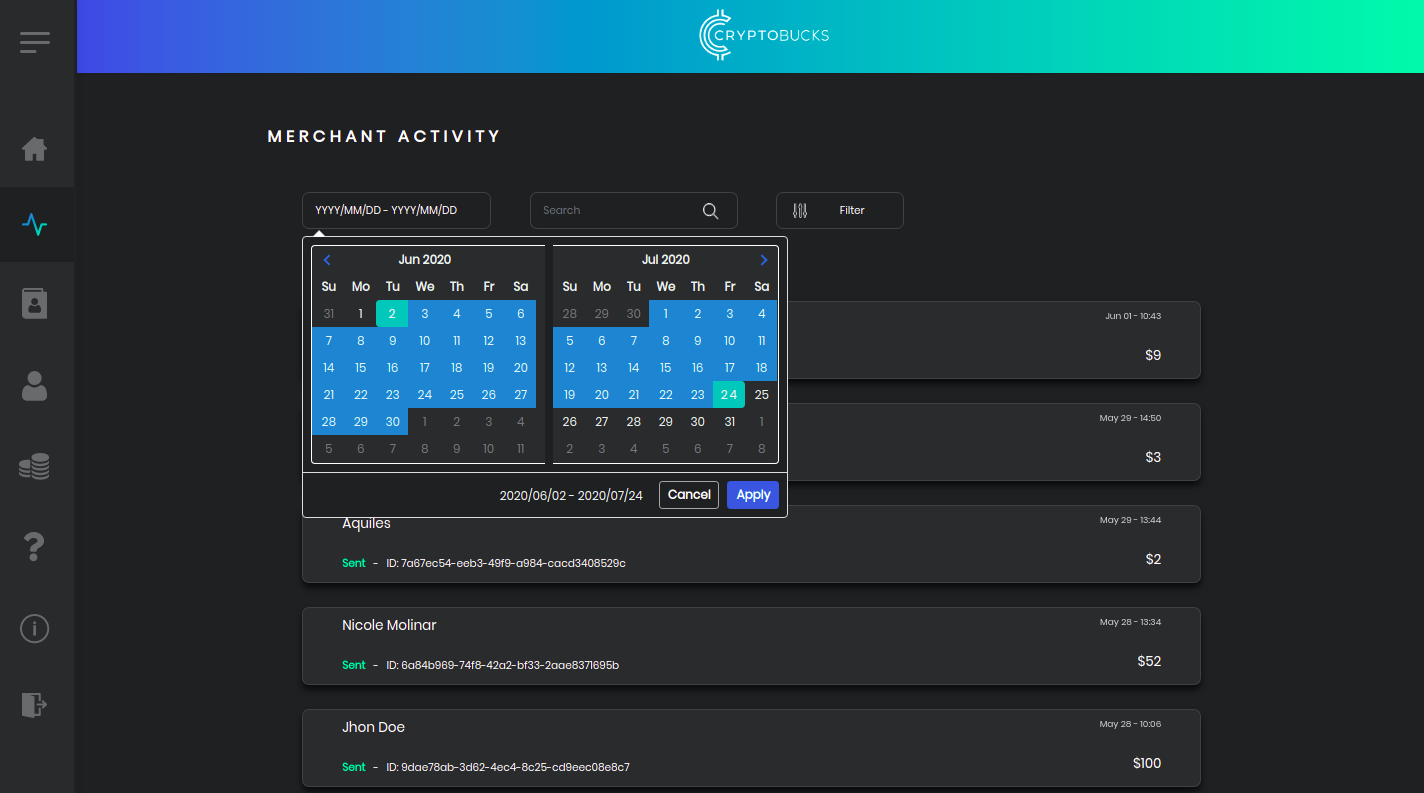 CRYPTOBUCKS
MERCHANT ACTIVITY
YYYY/MM/DD - YYYY/MM/DD
Search
Filter
Jun 2020
Su Mo Tu We Th Fr Sa
31 1 2 3 4 5 6
7 8 9 10 11 12 13
14 15 16 17 18 19 20
21 22 23 24 25 26 27
28 29 30 1 2 3 4
5 6 7 8 9 10 11
Jul 2020
Su Mo Tu We Th Fr Sa
28 29 30 1 2 3 4
5 6 7 8 9 10 11
12 13 14 15 16 17 18
19 20 21 22 23 24 25
26 27 28 29 30 31 1
2 3 4 5 6 7 8
2020/06/02 - 2020/07/24
Cancel
Apply
Jun 01 - 10:43
$9
May 29 - 14:50
$3
Aquiles
May 29 - 13:44
Sent - ID: 7a67ec54-eeb3-49f9-a984-cacd3408529c
$2
Nicole Molinar
May 28 - 13:34
Sent - ID: 6a84b969-74f8-42a2-bf33-2aae8371695b
$52
Jhon Doe
May 28 - 10:06
Sent - ID: 9dae78ab-3d62-4ec4-8c25-cd9eec08e8c7
$100